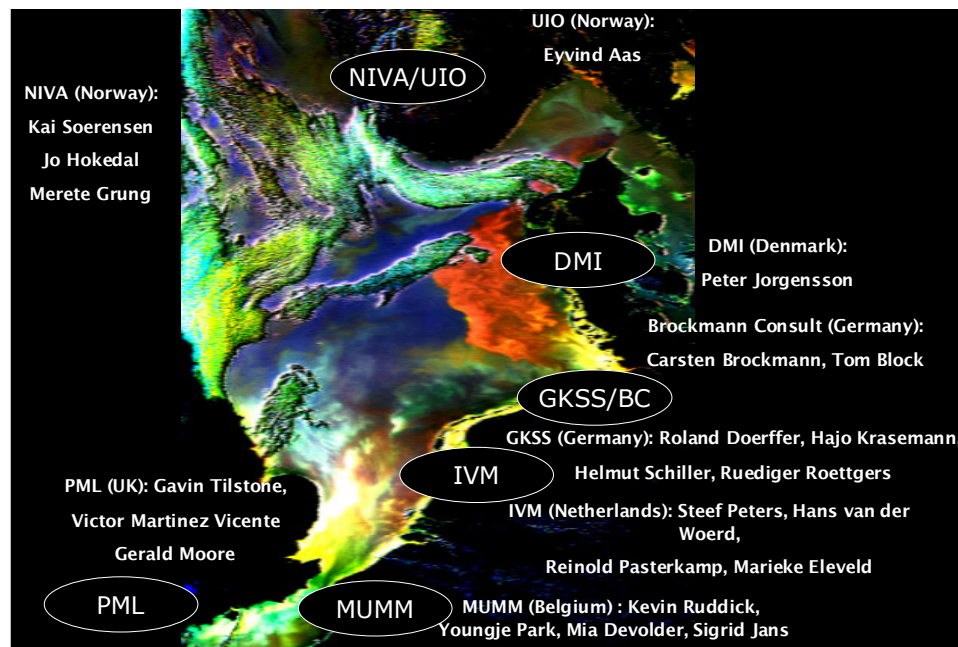 UIO (Norway):
Eyvind Aas
NIVA/UIO
NIVA (Norway):
Kai Soerensen
Jo Hokedal
Merete Grung
DMI
DMI (Denmark):
Peter Jorgensson
Brockmann Consult (Germany):
Carsten Brockmann, Tom Block
GKSS/BC
GKSS (Germany): Roland Doerffer, Hajo Krasemann,
Helmut Schiller, Ruediger Roettgers
IVM
IVM (Netherlands): Steef Peters, Hans van der
Woerd,
Reinold Pasterkamp, Marieke Eleveld
PML (UK): Gavin Tilstone,
Victor Martinez Vicente
Gerald Moore
PML
MUMM
MUMM (Belgium) : Kevin Ruddick,
Youngje Park, Mia Devolder, Sigrid Jans